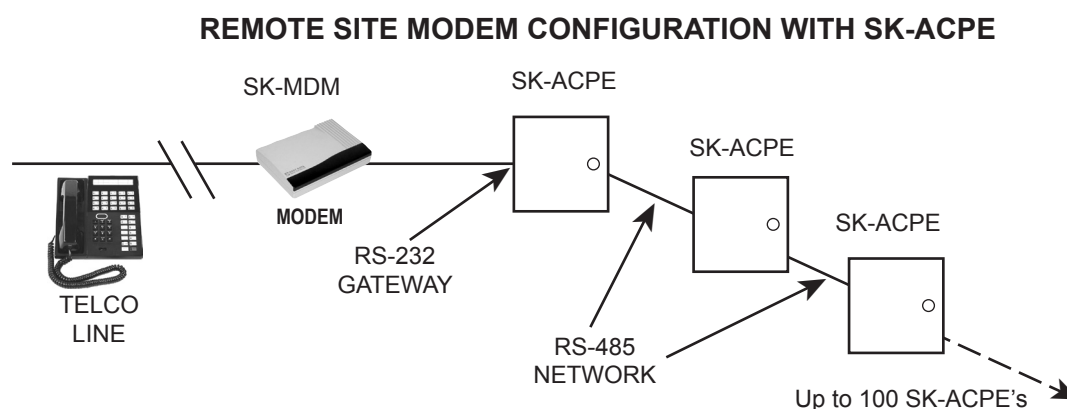 REMOTE SITE MODEM CONFIGURATION WITH SK-ACPE
SK-MDM
SK-ACPE
SK-ACPE
SK-ACPE
MODEM
RS-232
GATEWAY
TELCO
LINE
RS-485
NETWORK
Up to 100 SK-ACPE's